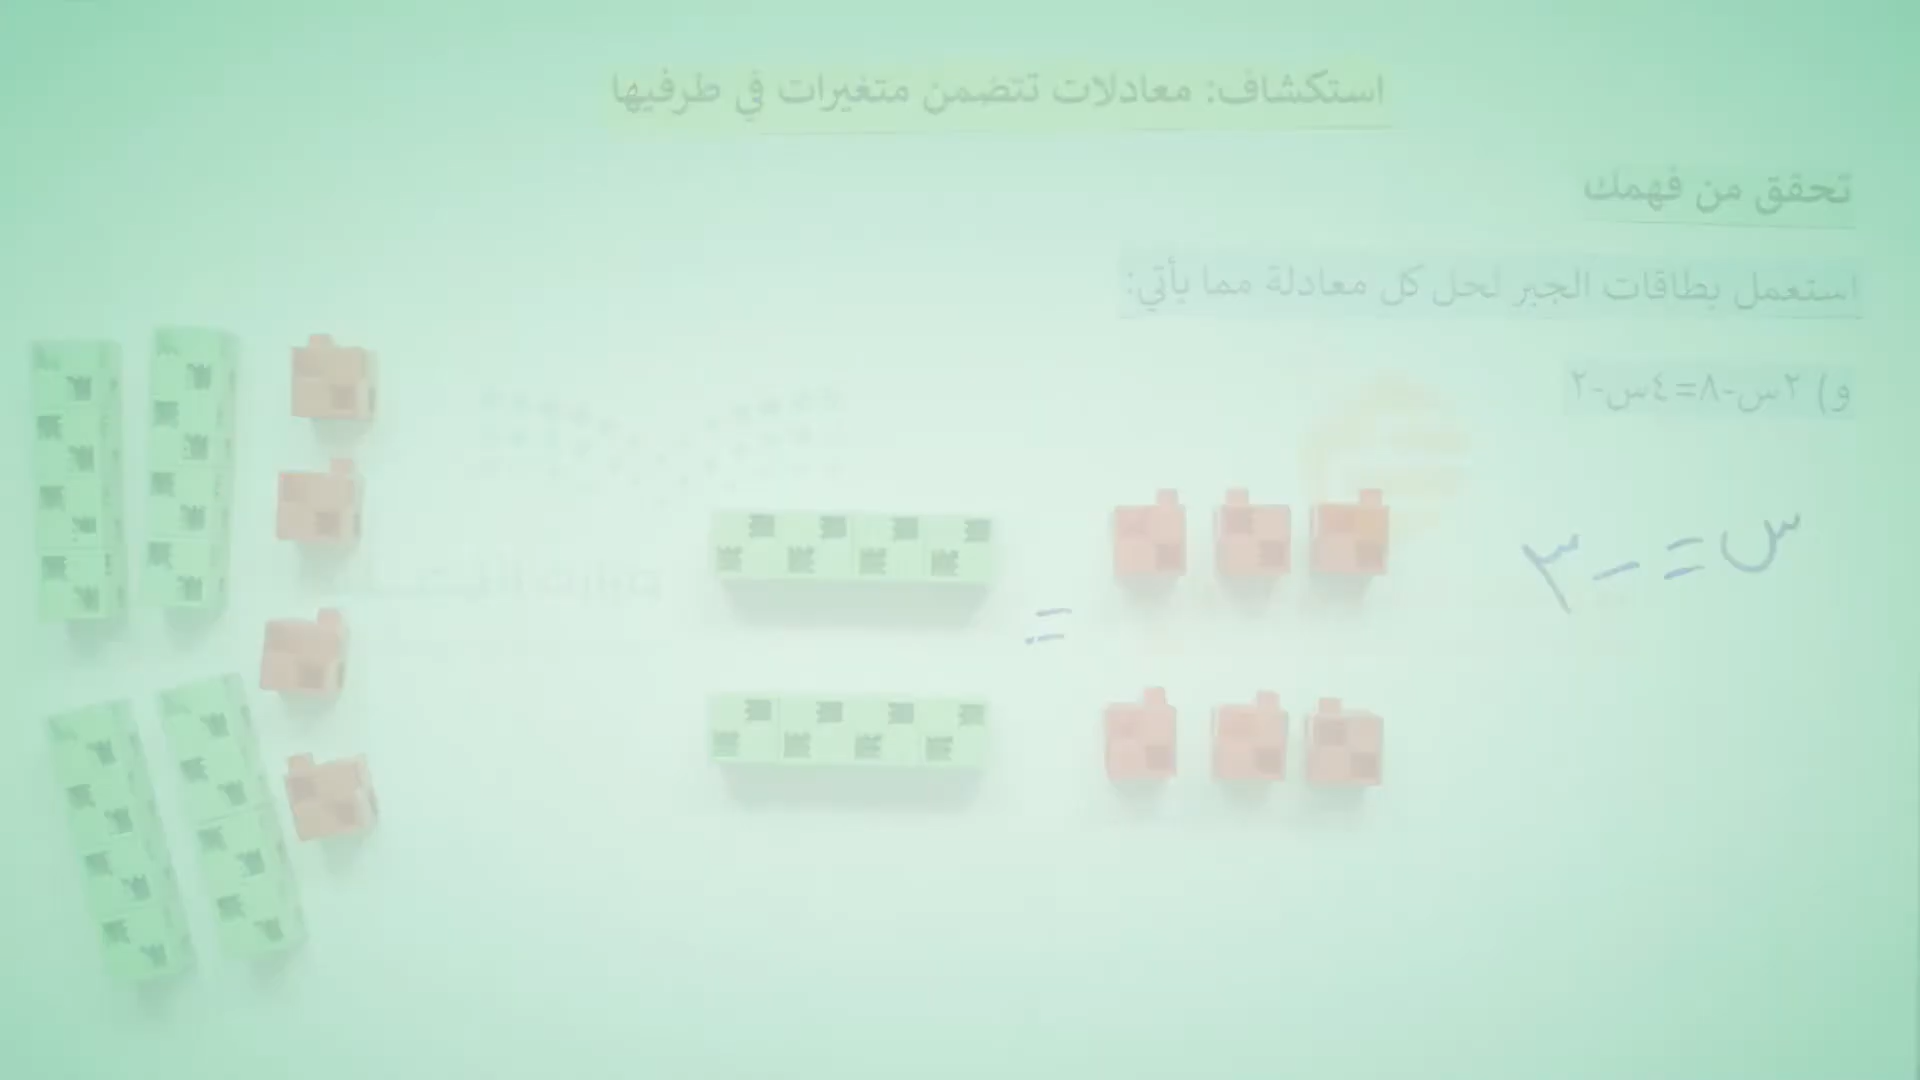 استكشاف: معادلات تتضمن متغيرات في طرفيها
تحقق من فهمك
استعمل بطاقات الجبر لحل كل معادلة مما يأتي:
و) ٢س-٨=٤س-٢
=
س = -٣